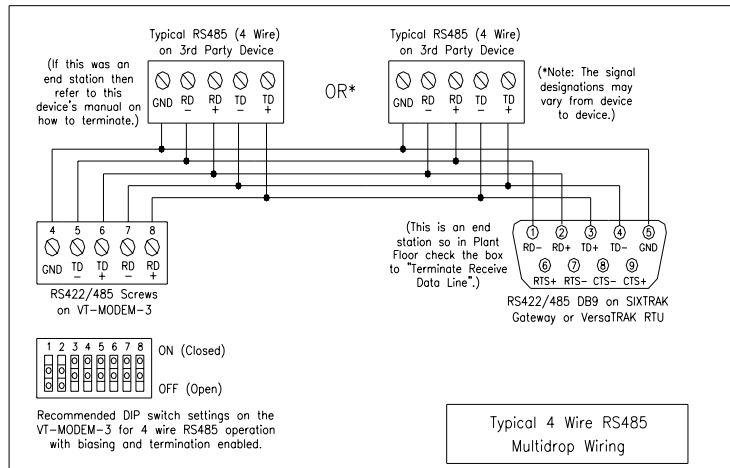 Typical RS485 (4 Wire)
on 3rd Party Device
(If this was an
end station then
refer to this
device's manual on
how to terminate.)
GND RD - RD + TD - TD +
OR*
Typical RS485 (4 Wire)
on 3rd Party Device
GND RD - RD + TD - TD +
(*Note: The signal
designations may
vary from device
to device.)
4 5 6 7 8
GND TD - TD + RD - RD +
RS422/485 Screws
on VT-MODEM-3
(This is an end
station so in Plant
Floor check the box
to "Terminate Receive
Data Line".)
1 2 3 4 5
RD- RD+ TD+ TD- GND
6 7 8 9
RTS+ RTS- CTS- CTS+
RS422/485 DB9 on SIXTRAK
Gateway or VersaTRAK RTU
1 2 3 4 5 6 7 8
ON (Closed)
OFF (Open)
Recommended DIP switch settings on the
VT-MODEM-3 for 4 wire RS485 operation
with biasing and termination enabled.
Typical 4 Wire RS485
Multidrop Wiring